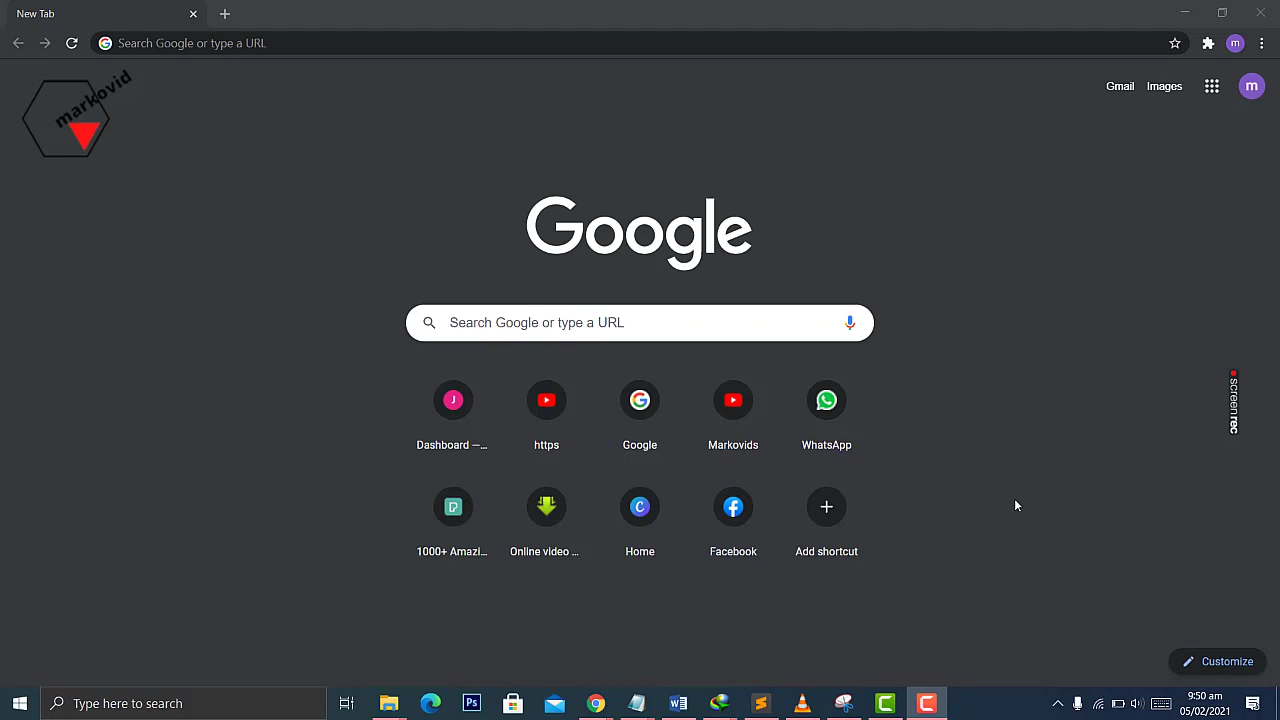 New Tab
Search Google or type a URL
markovid
Gmail Images m
Google
Search Google or type a URL
Dashboard —... https Google Markovids WhatsApp
1000+ Amazi... Online video ... Home Facebook Add shortcut
screenrec
Customize
Type here to search
9:50 am
05/02/2021